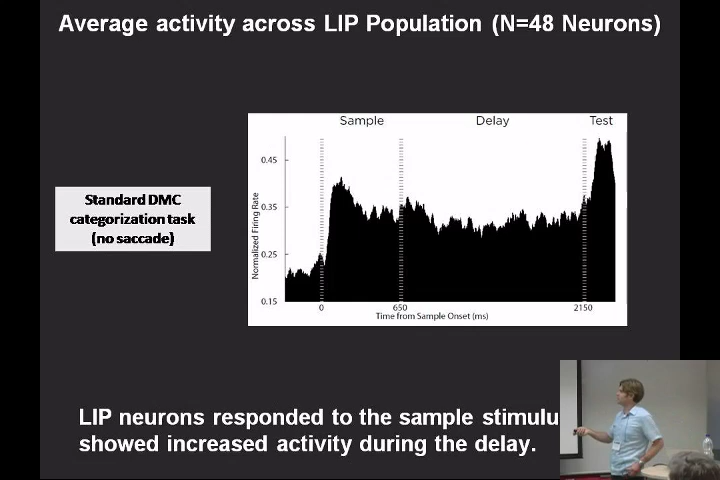 Average activity across LIP Population (N=48 Neurons)
Sample Delay Test
0.45
0.35
0.25
0.15
Normalized Firing Rate
0 650 2150
Time from Sample Onset (ms)
Standard DMC
categorization task
(no saccade)
LIP neurons responded to the sample stimulu
showed increased activity during the delay.